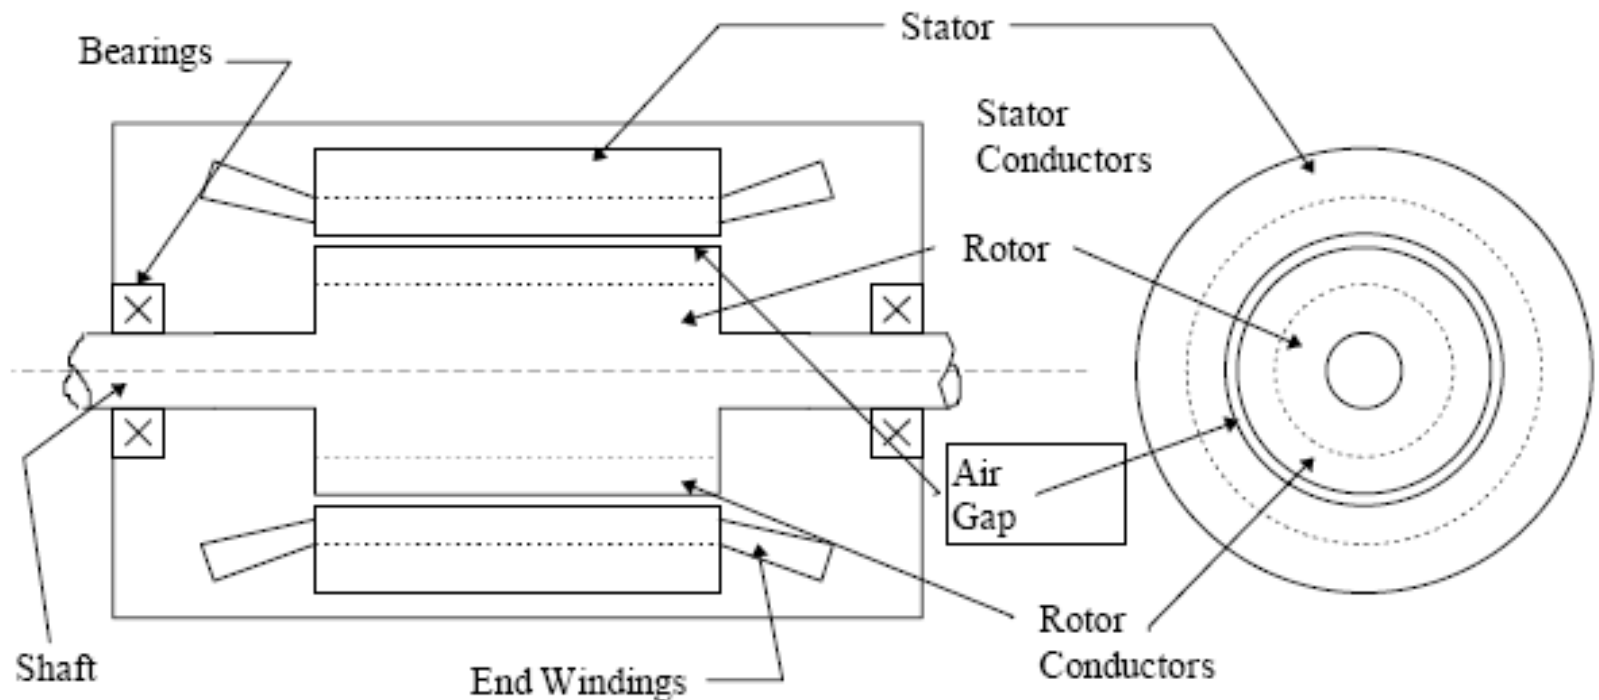 Stator
Bearings
Stator
Conductors
Rotor
Air
Gap
Rotor
Conductors
Shaft
End Windings